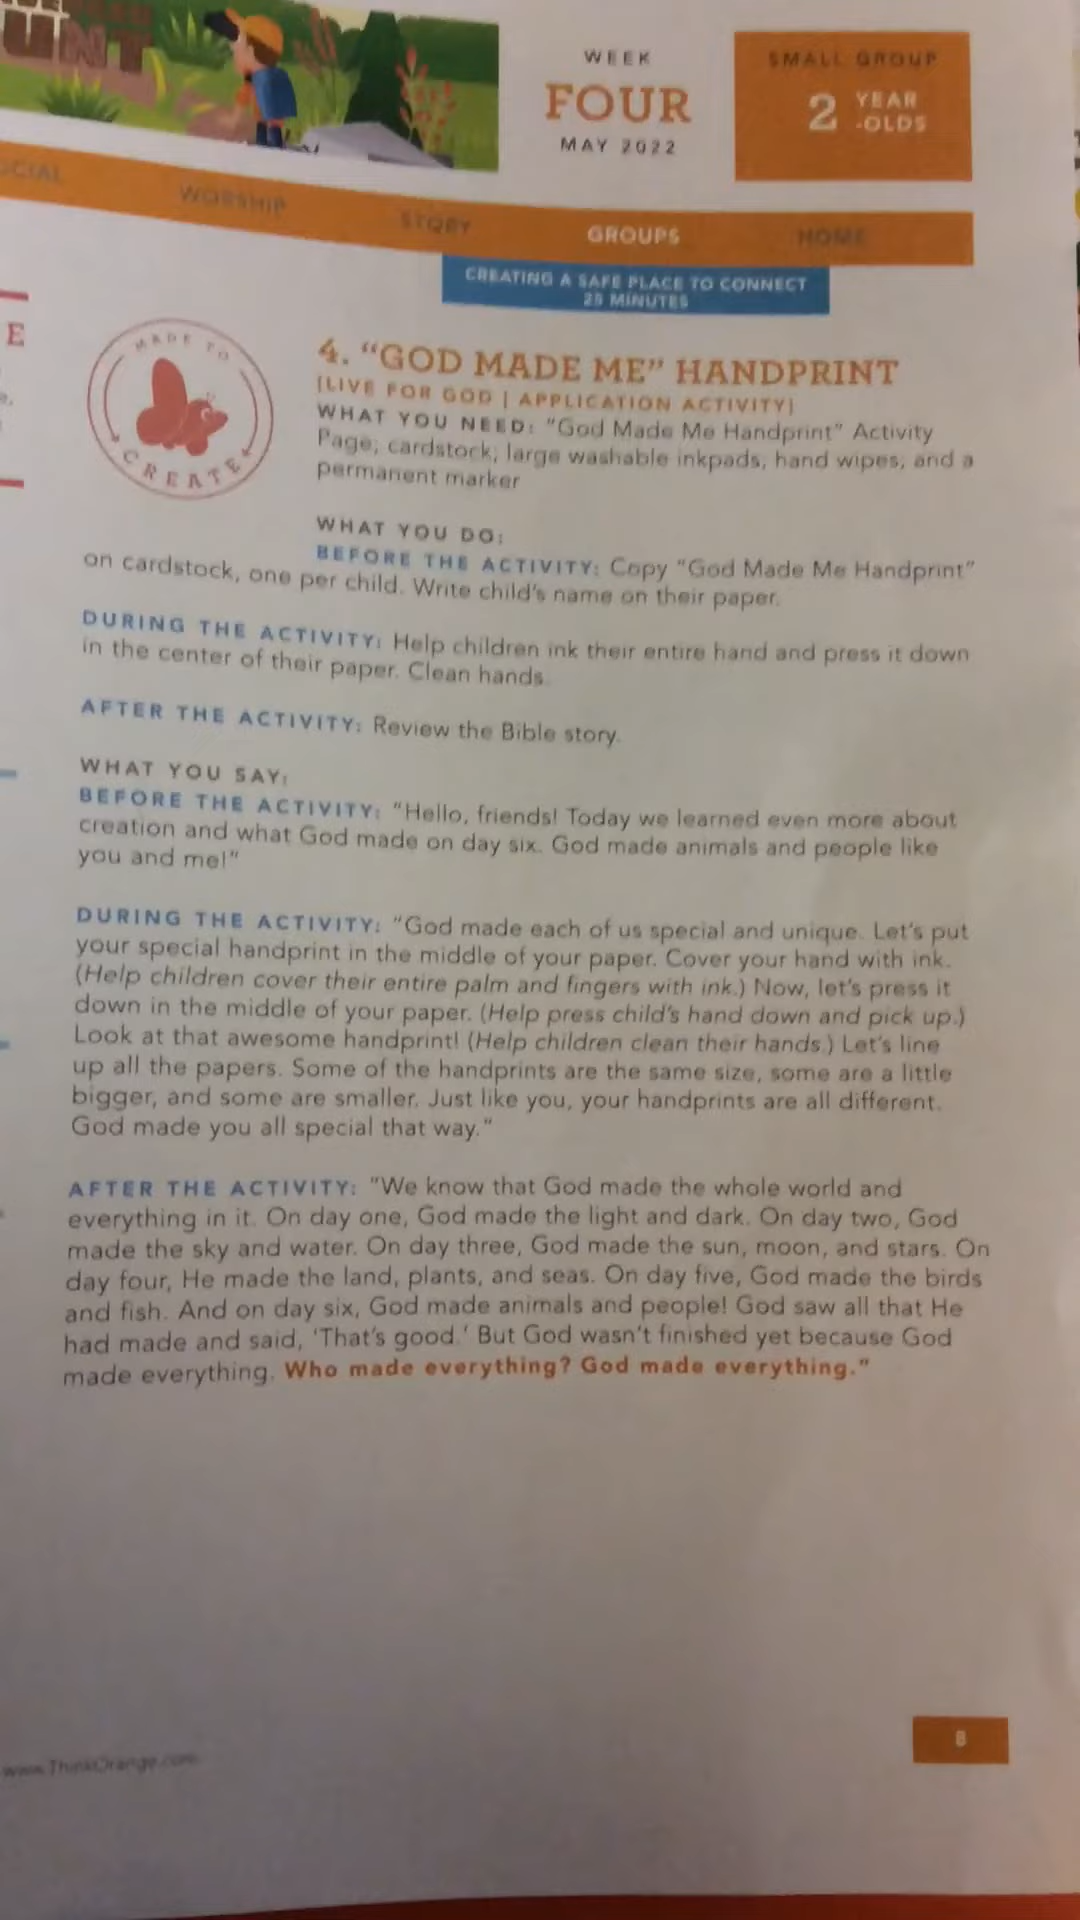 UNT
WEEK
FOUR
MAY 2022
SMALL GROUP
2 YEAR
-OLDS
WORSHIP
STORY
GROUPS
HOME
CREATING A SAFE PLACE TO CONNECT
25 MINUTES
E
MADE TO
CREATE
4. “GOD MADE ME” HANDPRINT
[LIVE FOR GOD | APPLICATION ACTIVITY]
WHAT YOU NEED: “God Made Me Handprint” Activity
Page; cardstock; large washable inkpads, hand wipes, and a
permanent marker
WHAT YOU DO:
BEFORE THE ACTIVITY: Copy “God Made Me Handprint”
on cardstock, one per child. Write child’s name on their paper.
DURING THE ACTIVITY: Help children ink their entire hand and press it down
in the center of their paper. Clean hands.
AFTER THE ACTIVITY: Review the Bible story.
WHAT YOU SAY:
BEFORE THE ACTIVITY: “Hello, friends! Today we learned even more about
creation and what God made on day six. God made animals and people like
you and me!”
DURING THE ACTIVITY: “God made each of us special and unique. Let’s put
your special handprint in the middle of your paper. Cover your hand with ink.
(Help children cover their entire palm and fingers with ink.) Now, let’s press it
down in the middle of your paper. (Help press child’s hand down and pick up.)
Look at that awesome handprint! (Help children clean their hands.) Let’s line
up all the papers. Some of the handprints are the same size, some are a little
bigger, and some are smaller. Just like you, your handprints are all different.
God made you all special that way.”
AFTER THE ACTIVITY: “We know that God made the whole world and
everything in it. On day one, God made the light and dark. On day two, God
made the sky and water. On day three, God made the sun, moon, and stars. On
day four, He made the land, plants, and seas. On day five, God made the birds
and fish. And on day six, God made animals and people! God saw all that He
had made and said, ‘That’s good.’ But God wasn’t finished yet because God
made everything. Who made everything? God made everything.”
www.ThinkOrange.com
8